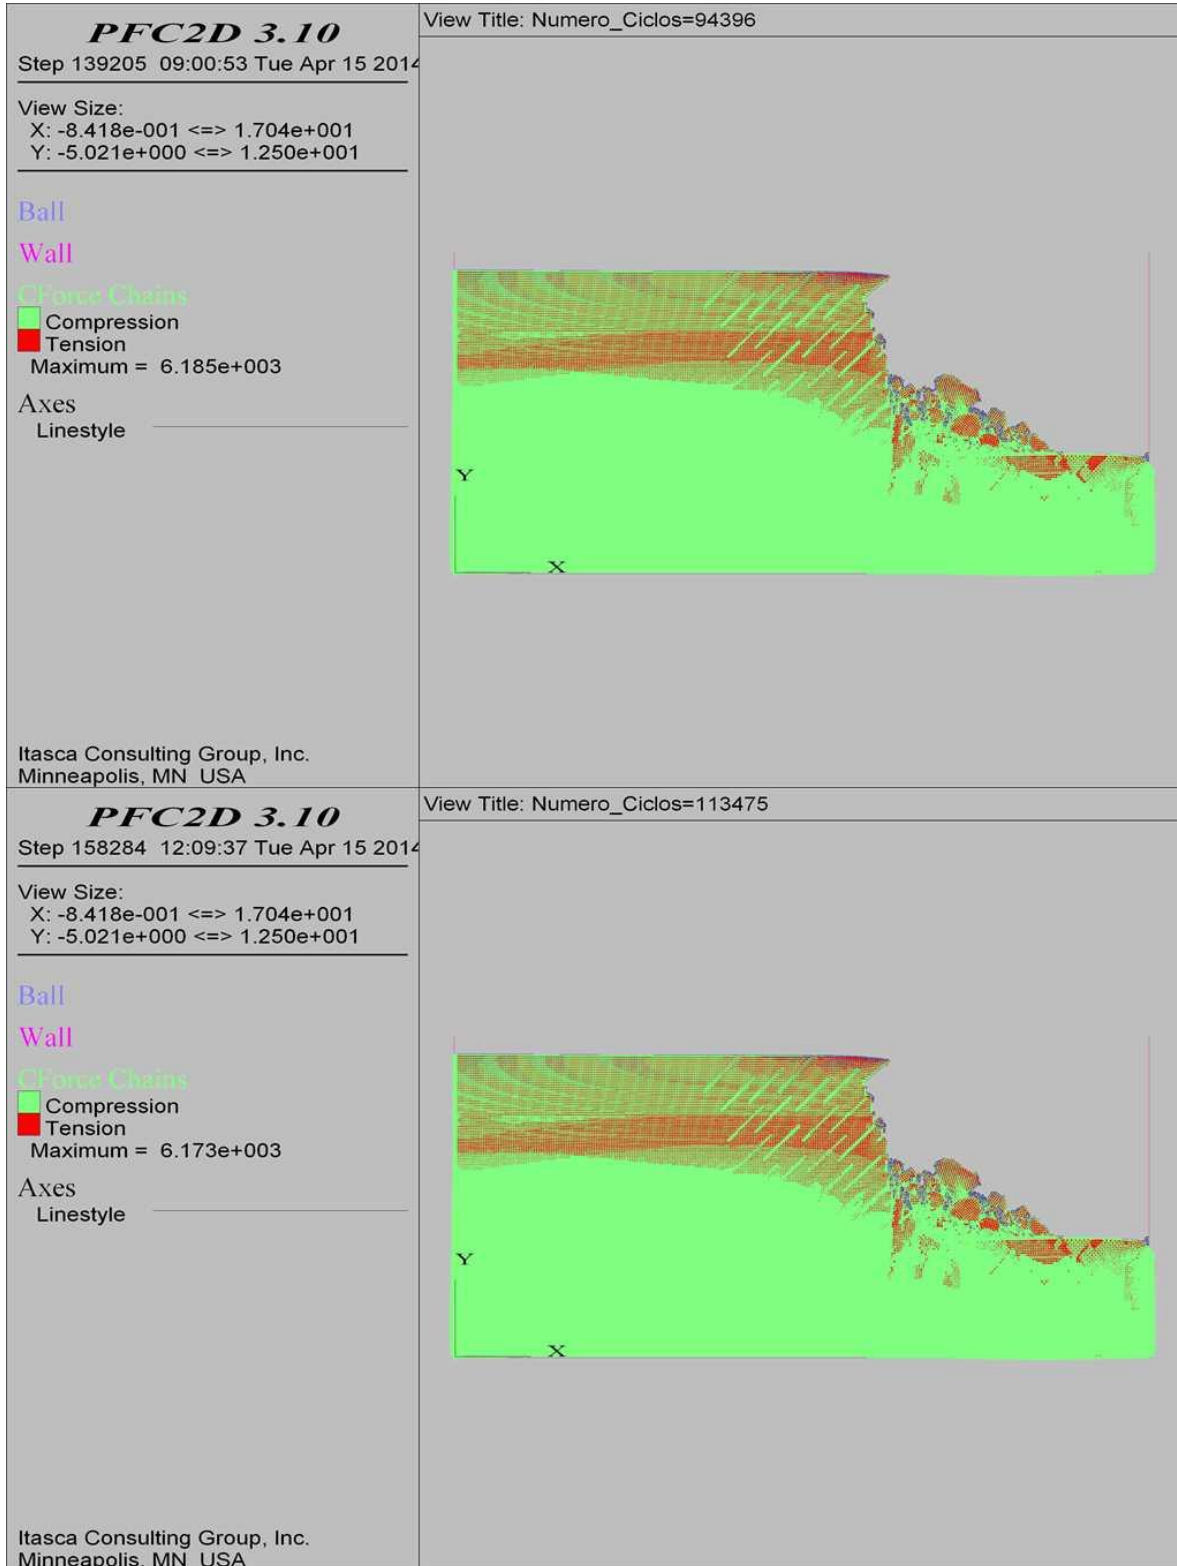 PFC2D 3.10
Step 139205 09:00:53 Tue Apr 15 2014
View Size:
X: -8.418e-001 <=> 1.704e+001
Y: -5.021e+000 <=> 1.250e+001
Ball
Wall
CForce Chains
Compression
Tension
Maximum = 6.185e+003
Axes
Linestyle
Itasca Consulting Group, Inc.
Minneapolis, MN USA
View Title: Numero_Ciclos=94396
Y
X
PFC2D 3.10
Step 158284 12:09:37 Tue Apr 15 2014
View Size:
X: -8.418e-001 <=> 1.704e+001
Y: -5.021e+000 <=> 1.250e+001
Ball
Wall
CForce Chains
Compression
Tension
Maximum = 6.173e+003
Axes
Linestyle
Itasca Consulting Group, Inc.
Minneapolis, MN USA
View Title: Numero_Ciclos=113475
Y
X